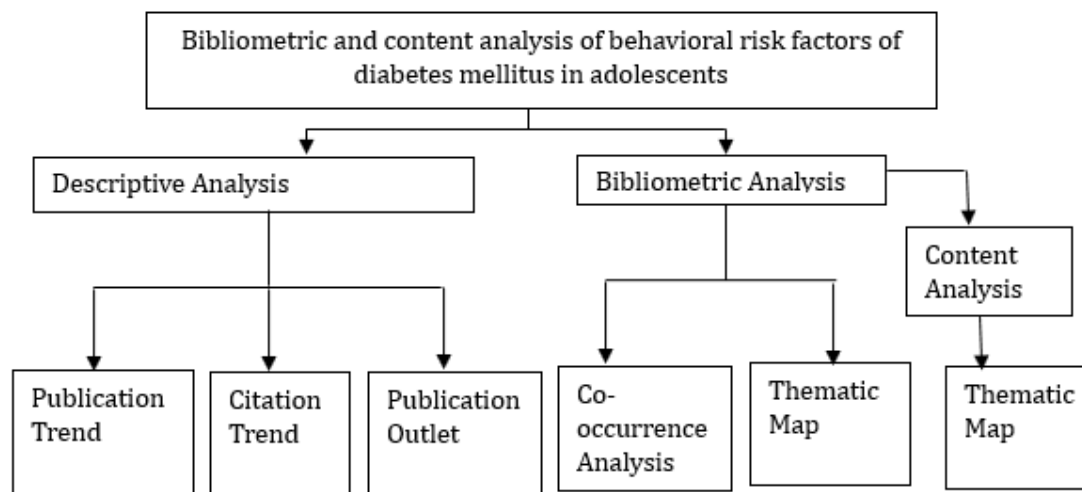 Bibliometric and content analysis of behavioral risk factors of
diabetes mellitus in adolescents
Descriptive Analysis
Bibliometric Analysis
Content
Analysis
Publication
Trend
Citation
Trend
Publication
Outlet
Co-
occurrence
Analysis
Thematic
Map
Thematic
Map